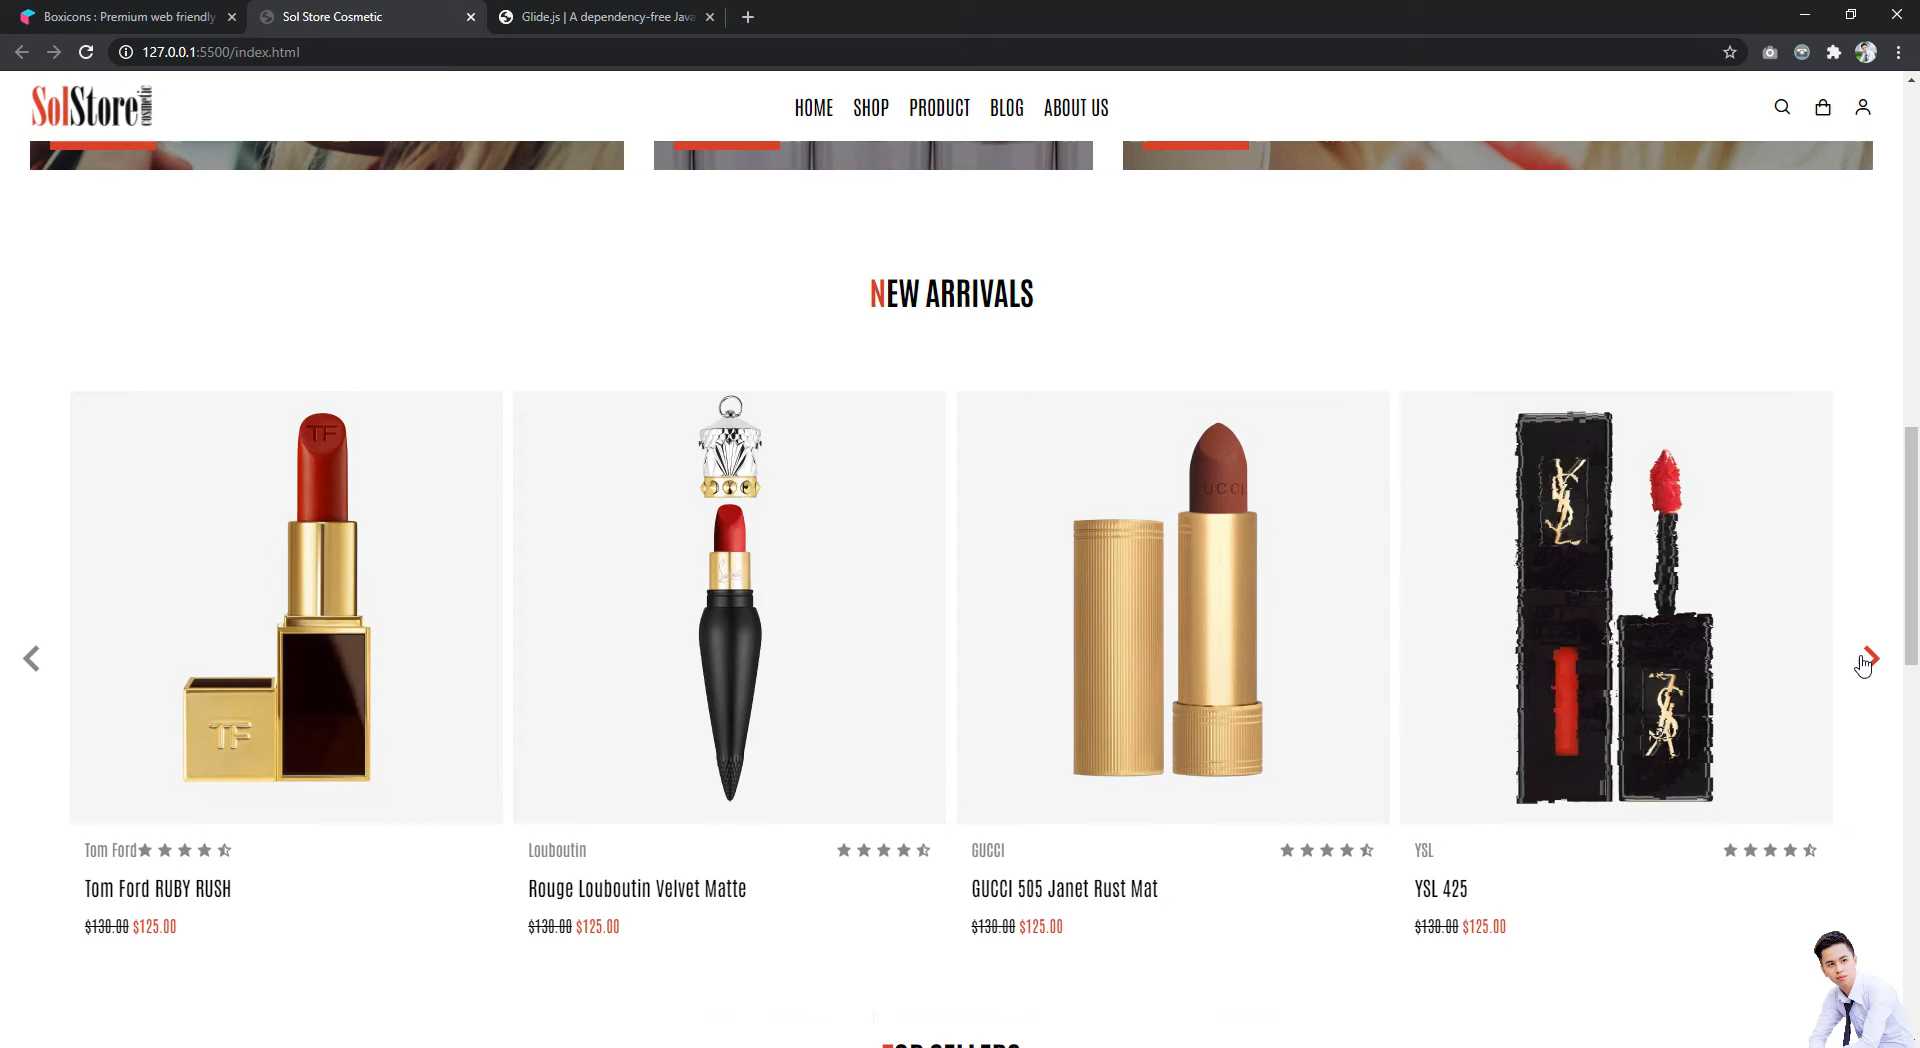 Boxicons : Premium web friendly
Sol Store Cosmetic
Glide.js | A dependency-free Java
127.0.0.1:5500/index.html
SolStore cosmetic
HOME SHOP PRODUCT BLOG ABOUT US
NEW ARRIVALS
TF
TF
UCCI
YSL
YSL
Tom Ford
Louboutin
GUCCI
YSL
Tom Ford RUBY RUSH
Rouge Louboutin Velvet Matte
GUCCI 505 Janet Rust Mat
YSL 425
$130.00 $125.00
$130.00 $125.00
$130.00 $125.00
$130.00 $125.00